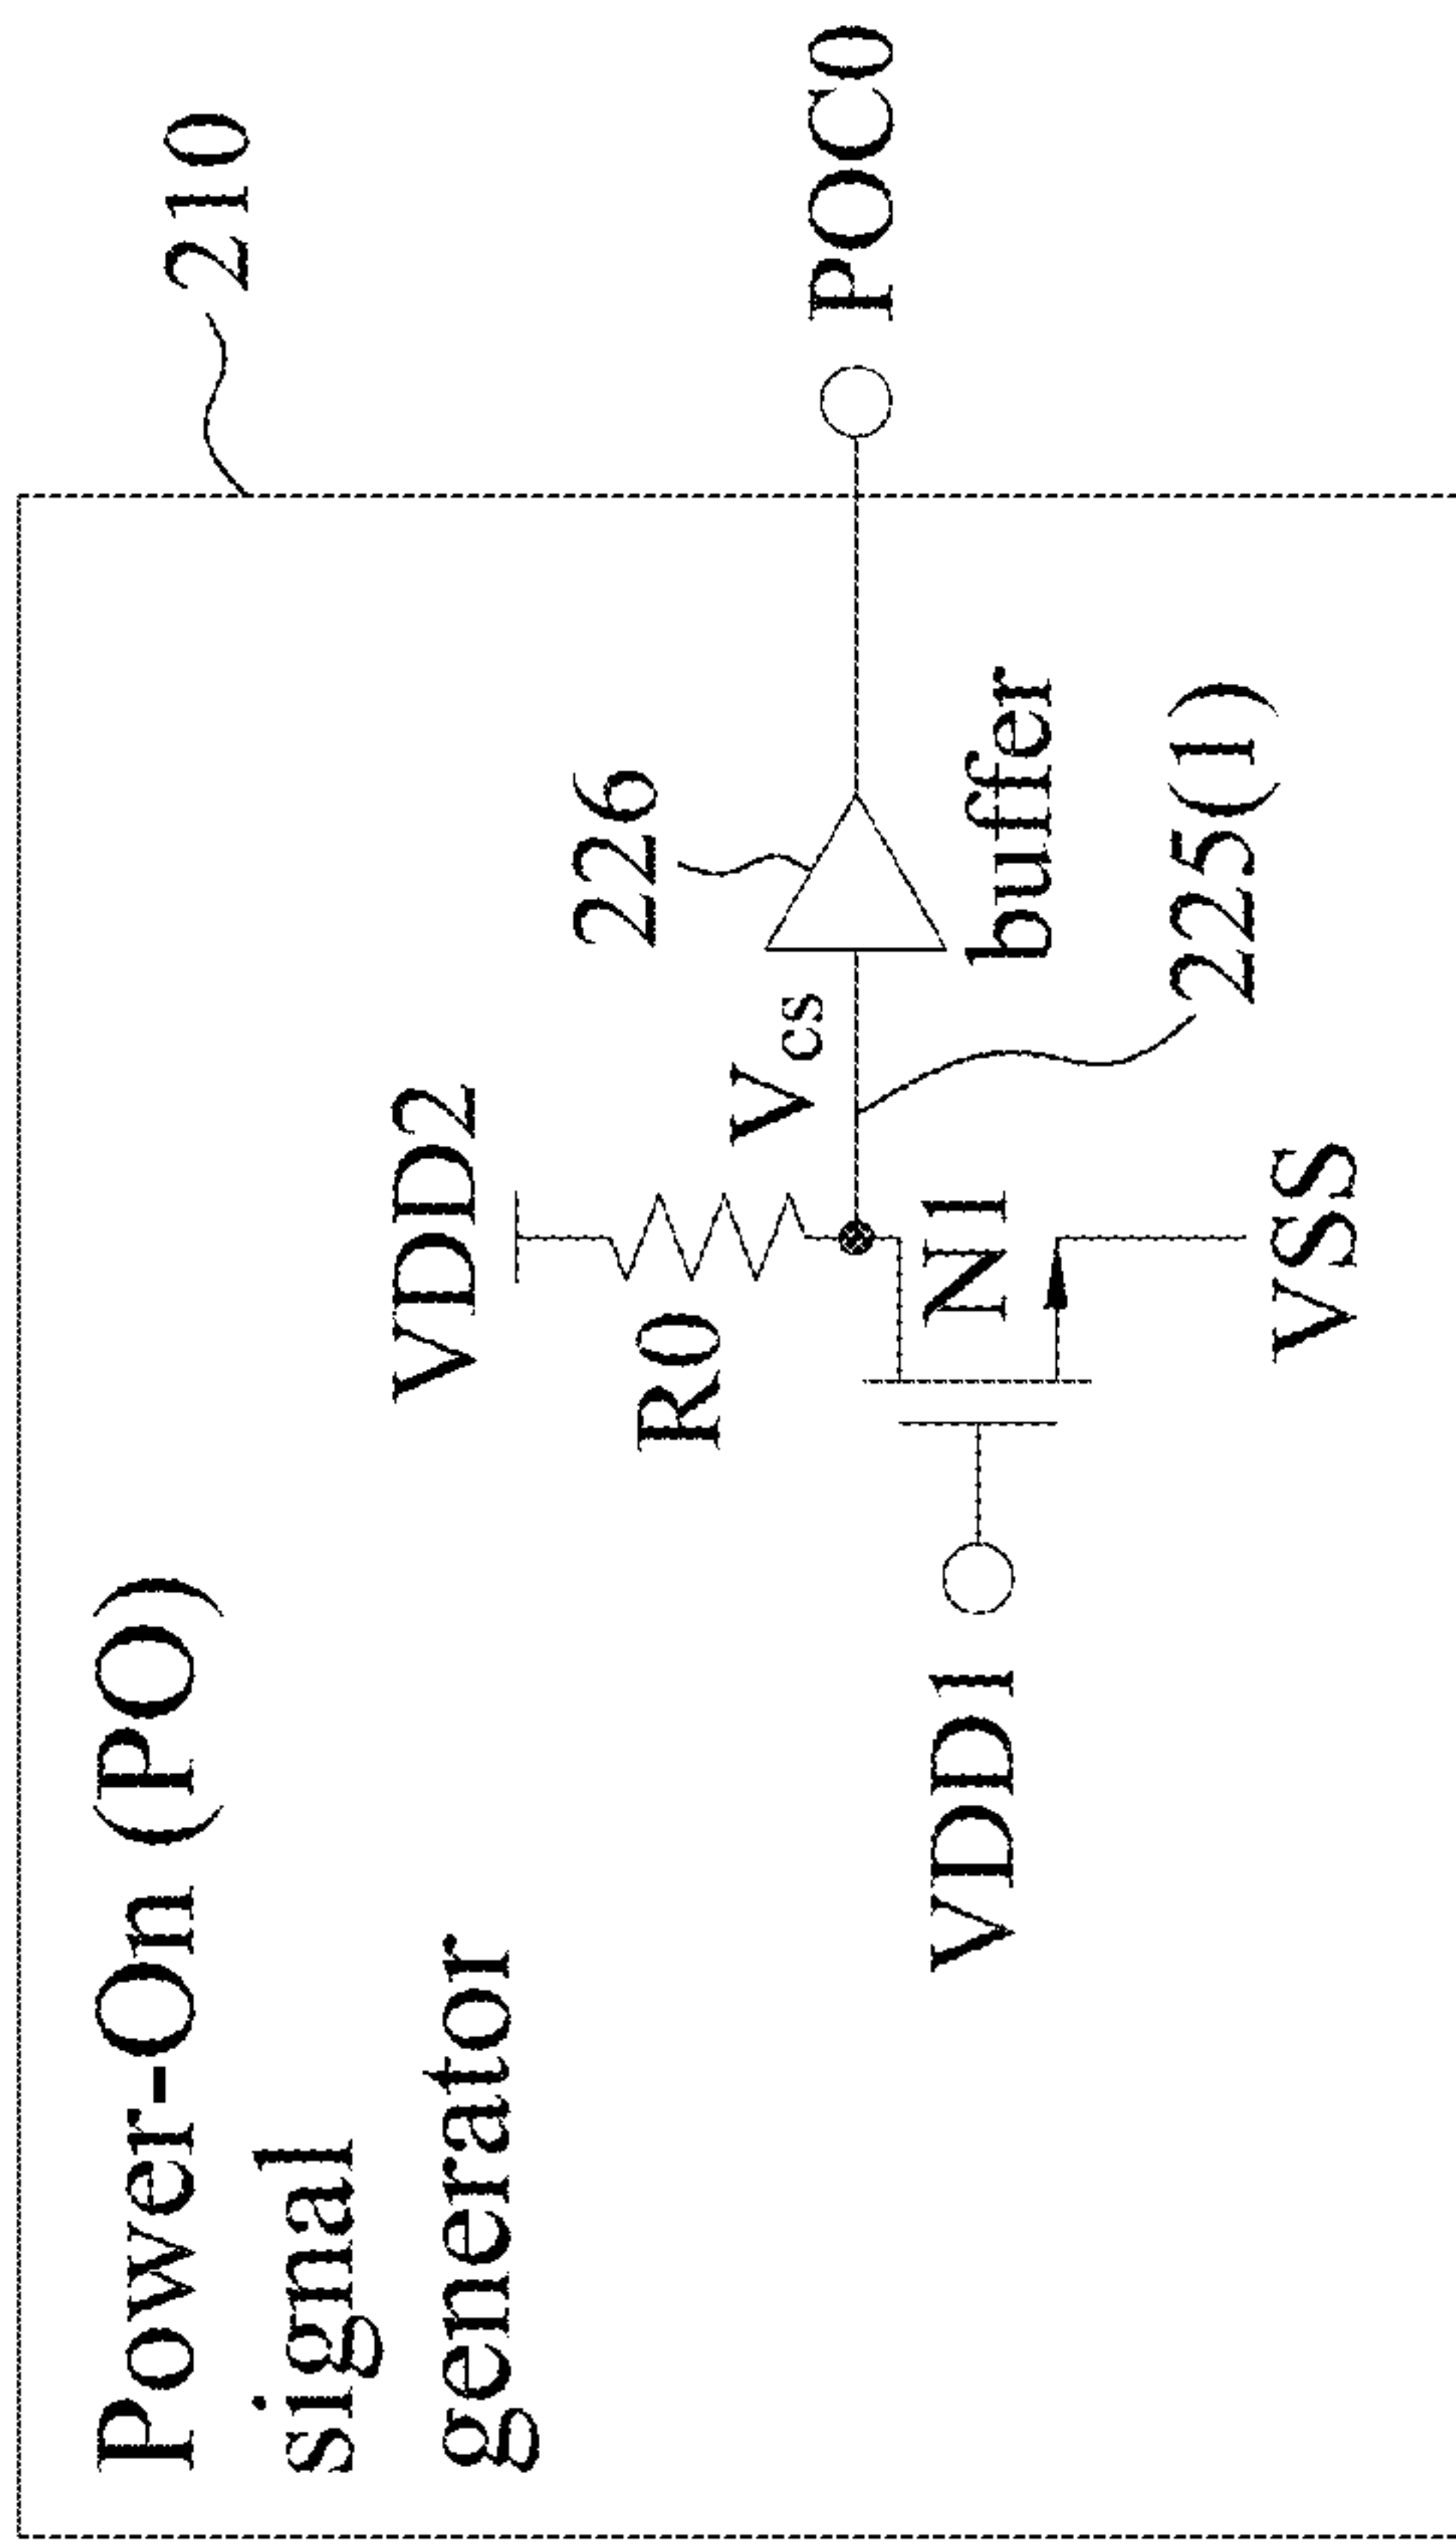 Power-On (PO)
signal
generator
210
VDD2
R0
Vcs
226
buffer
POC0
VDD1
N1
225(1)
VSS